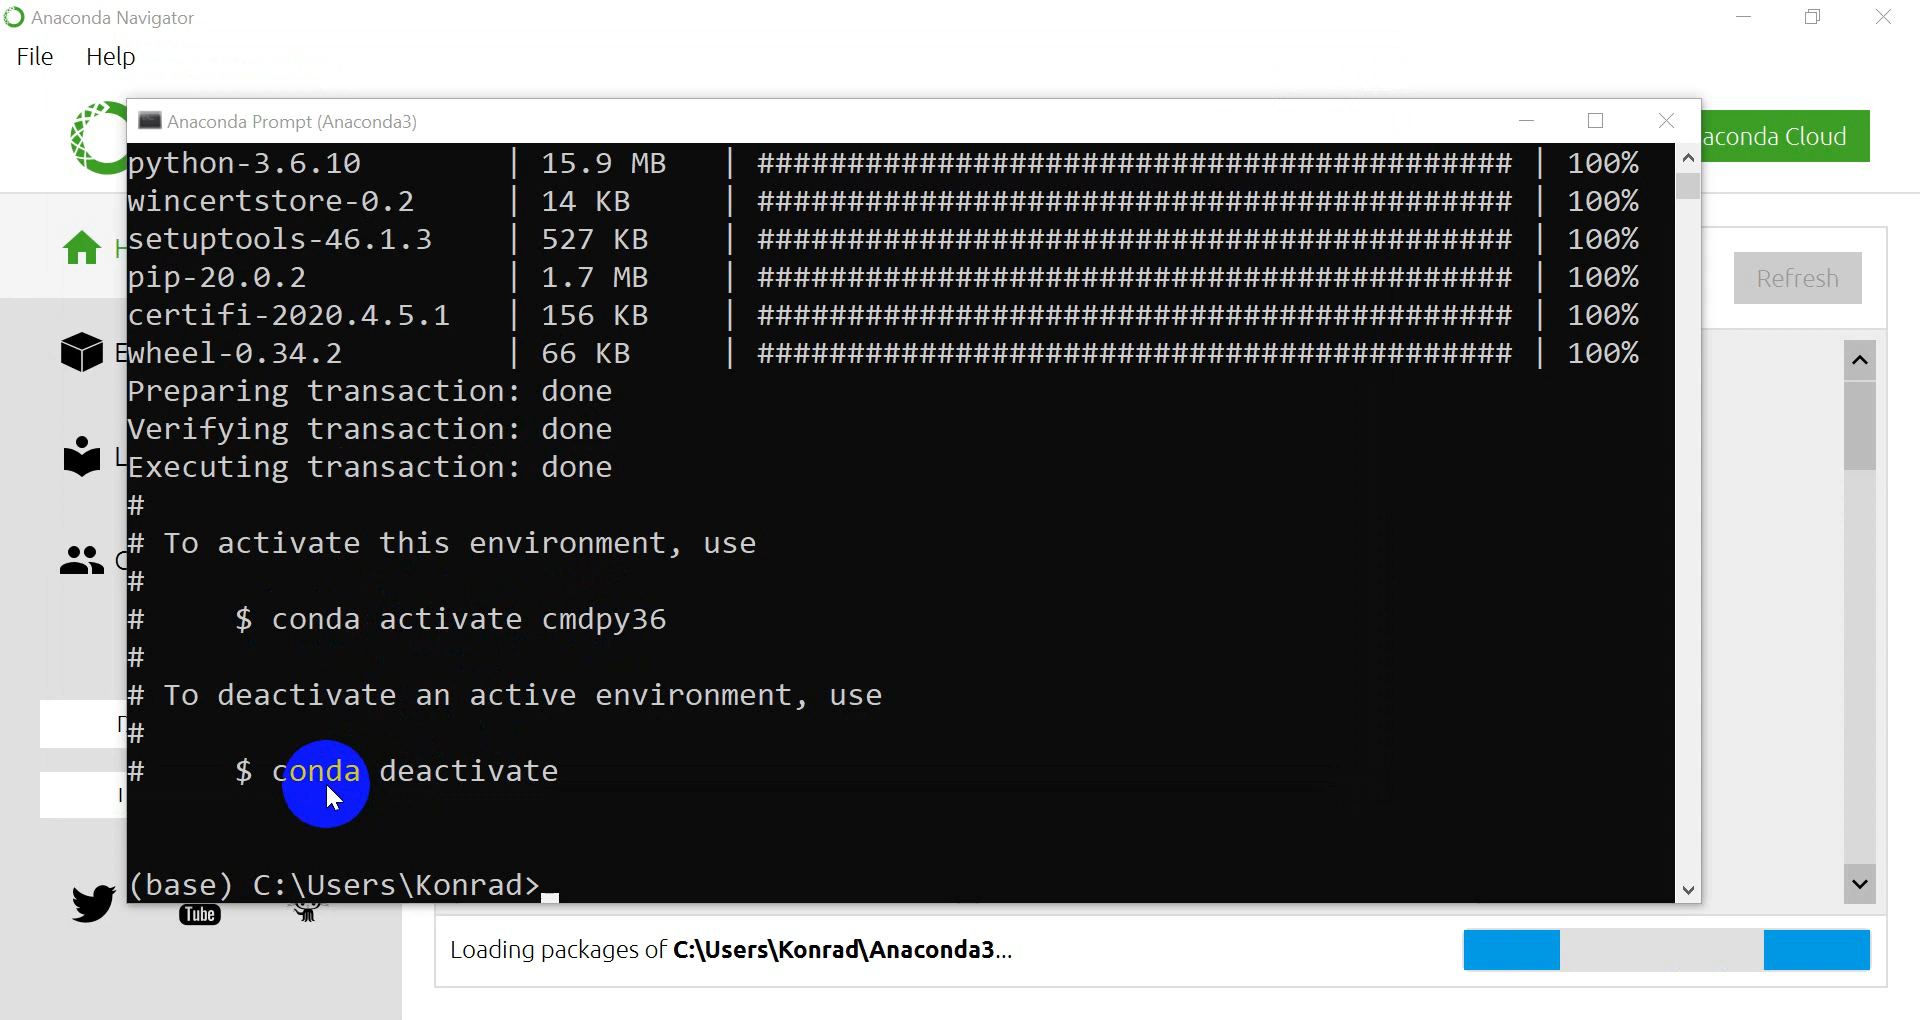 Anaconda Navigator
File Help
Anaconda Prompt (Anaconda3)
aconda Cloud
python-3.6.10 | 15.9 MB | ########################################## | 100%
wincertstore-0.2 | 14 KB | ########################################## | 100%
setuptools-46.1.3 | 527 KB | ########################################## | 100%
Refresh
pip-20.0.2 | 1.7 MB | ########################################## | 100%
certifi-2020.4.5.1 | 156 KB | ########################################## | 100%
wheel-0.34.2 | 66 KB | ########################################## | 100%
Preparing transaction: done
Verifying transaction: done
Executing transaction: done
#
# To activate this environment, use
#
# $ conda activate cmdpy36
#
# To deactivate an active environment, use
#
# $ conda deactivate
(base) C:\Users\Konrad>_
Tube
Loading packages of C:\Users\Konrad\Anaconda3...